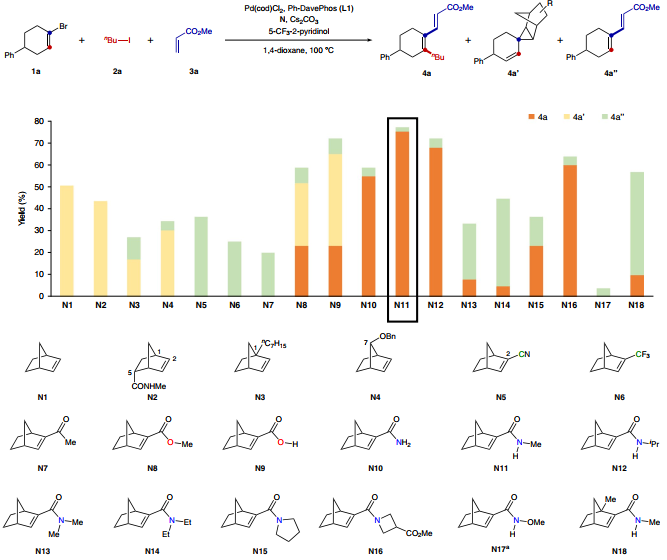 Pd(cod)Cl₂, Ph-DavePhos (L1)
N, Cs₂CO₃
5-CF₃-2-pyridinol
1,4-dioxane, 100 °C
Br
Ph
1a
+
ⁿBu I
2a
+
CO₂Me
3a
CO₂Me
Ph
ⁿBu
4a
+
R
Ph
4a'
+
CO₂Me
Ph
4a''
4a 4a' 4a''
Yield (%)
80
70
60
50
40
30
20
10
0
N1 N2 N3 N4 N5 N6 N7 N8 N9 N10 N11 N12 N13 N14 N15 N16 N17 N18
N1
1
2
5
CONHMe
N2
1 ⁿC₇H₁₅
N3
7 OBn
N4
2 CN
N5
CF₃
N6
O
Me
N7
O
O Me
N8
O
O H
N9
O
NH₂
N10
O
N Me
H
N11
O
N ⁱPr
H
N12
O
N Me
Me
N13
O
N Et
Et
N14
O
N
N15
O
N
CO₂Me
N16
O
N OMe
H
N17ᵃ
Me
O
N Me
H
N18